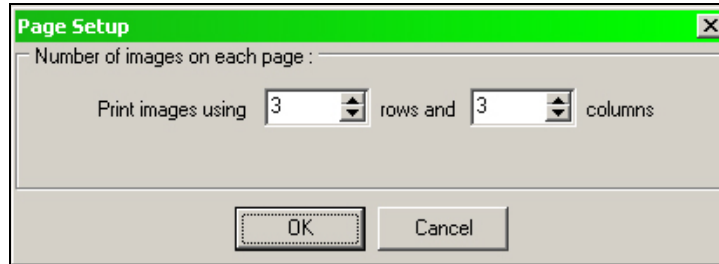 Page Setup
Number of images on each page :
Print images using 3 rows and 3 columns
OK Cancel